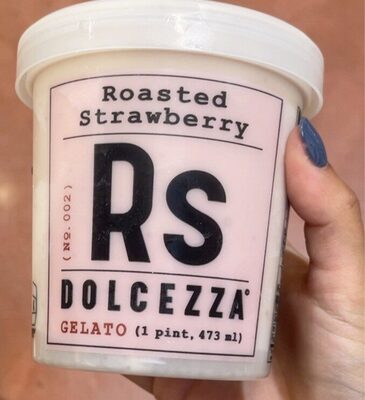 Roasted
Strawberry
(No. 002)
Rs
DOLCEZZA®
GELATO (1 pint, 473 ml)